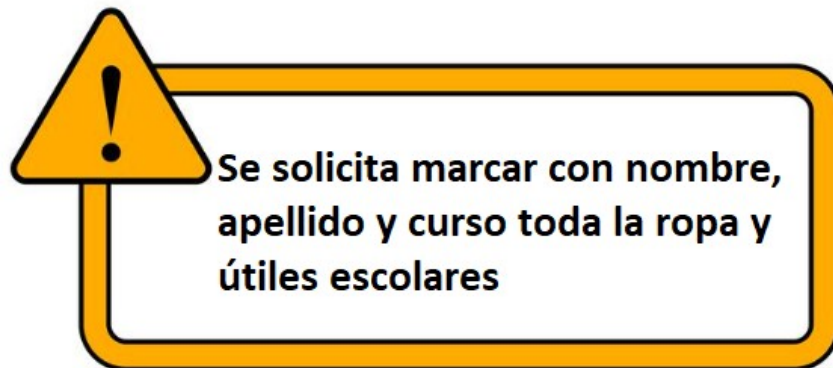 Se solicita marcar con nombre,
apellido y curso toda la ropa y
útiles escolares